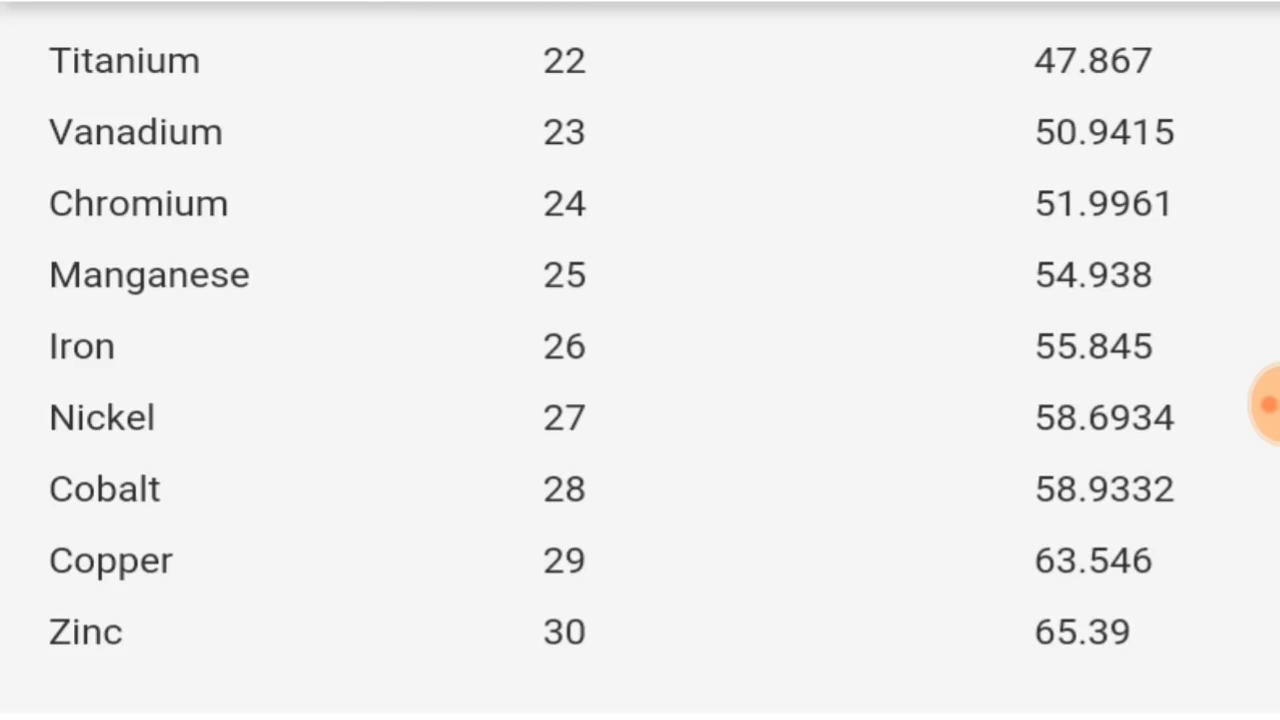 Titanium 22 47.867
Vanadium 23 50.9415
Chromium 24 51.9961
Manganese 25 54.938
Iron 26 55.845
Nickel 27 58.6934
Cobalt 28 58.9332
Copper 29 63.546
Zinc 30 65.39